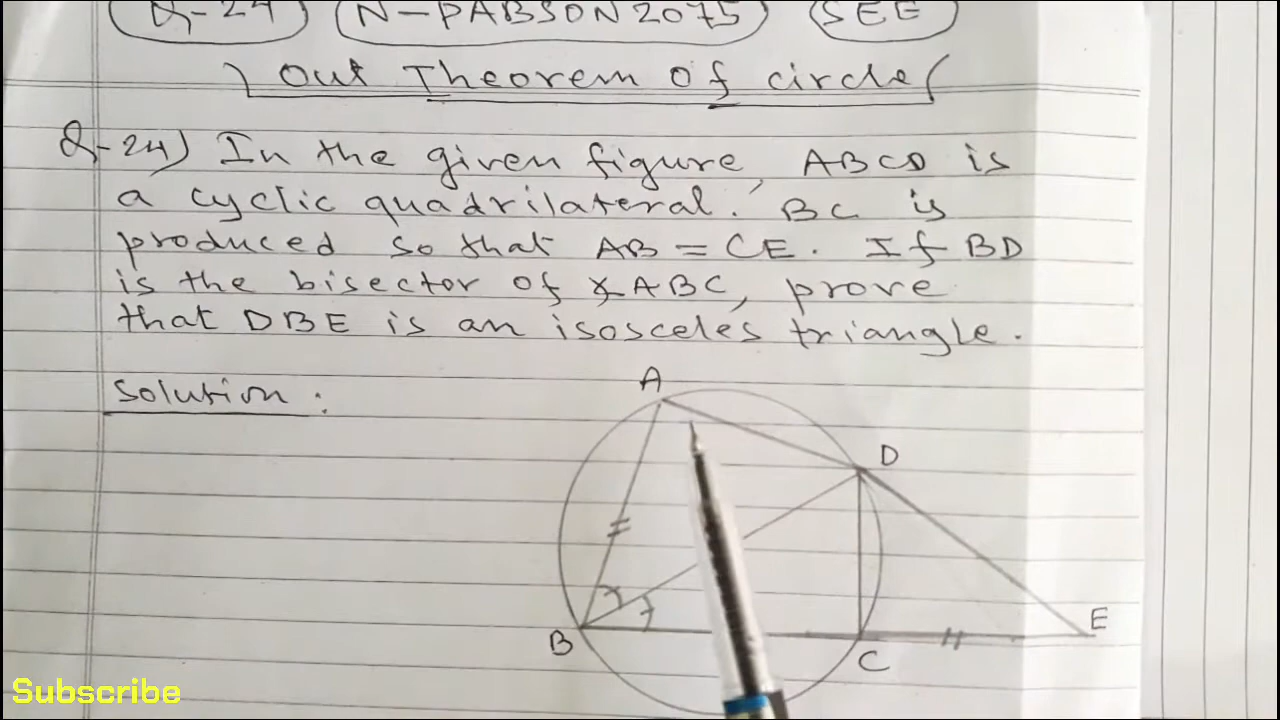 Q-24 N-PABSON 2075 SEE
Out Theorem of circle
Q-24) In the given figure, ABCD is
a cyclic quadrilateral. BC is
produced so that AB = CE. If BD
is the bisector of ∠ABC, prove
that DBE is an isosceles triangle.
Solution :
A
D
B
C
E
Subscribe